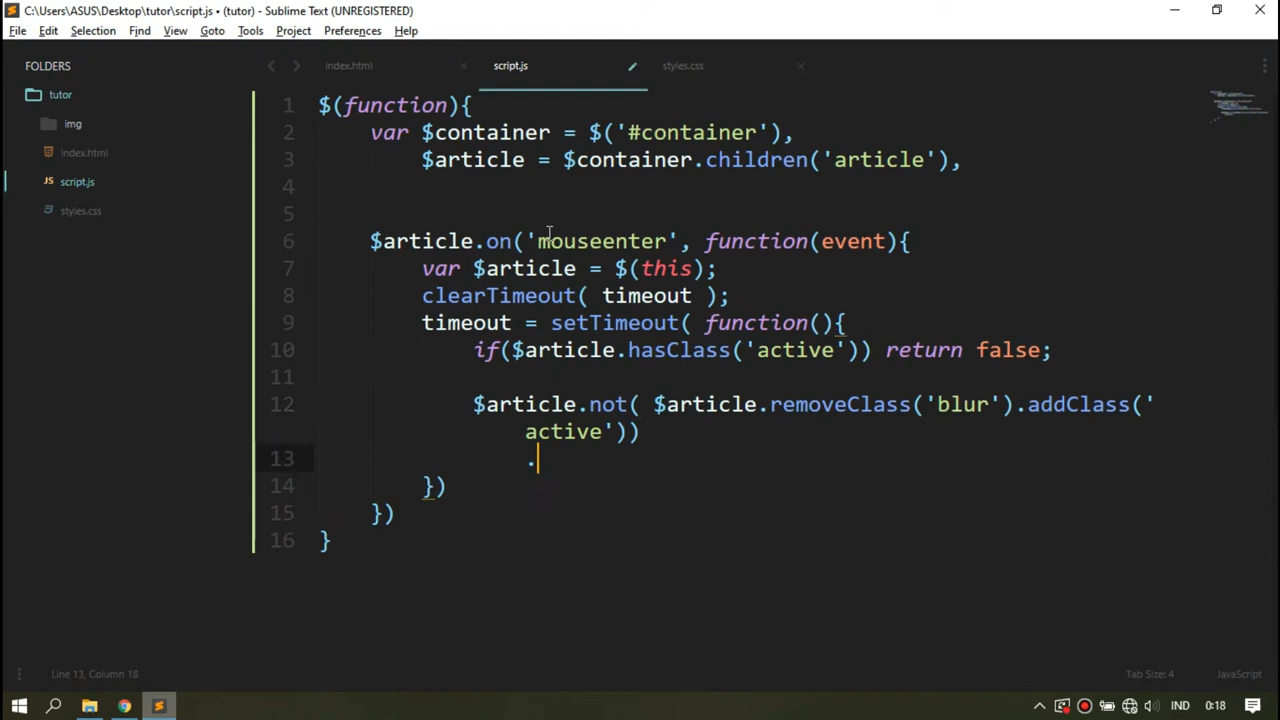 C:\Users\ASUS\Desktop\tutor\script.js • (tutor) - Sublime Text (UNREGISTERED)
File Edit Selection Find View Goto Tools Project Preferences Help
FOLDERS
tutor
img
index.html
JS script.js
styles.css
index.html script.js styles.css
1 $(function){
2 var $container = $('#container'),
3 $article = $container.children('article'),
4
5
6 $article.on('mouseenter', function(event){
7 var $article = $(this);
8 clearTimeout( timeout );
9 timeout = setTimeout( function(){
10 if($article.hasClass('active')) return false;
11
12 $article.not( $article.removeClass('blur').addClass('
active'))
13 .
14 })
15 })
16 }
Line 13, Column 18
Tab Size: 4 JavaScript
IND 0:18